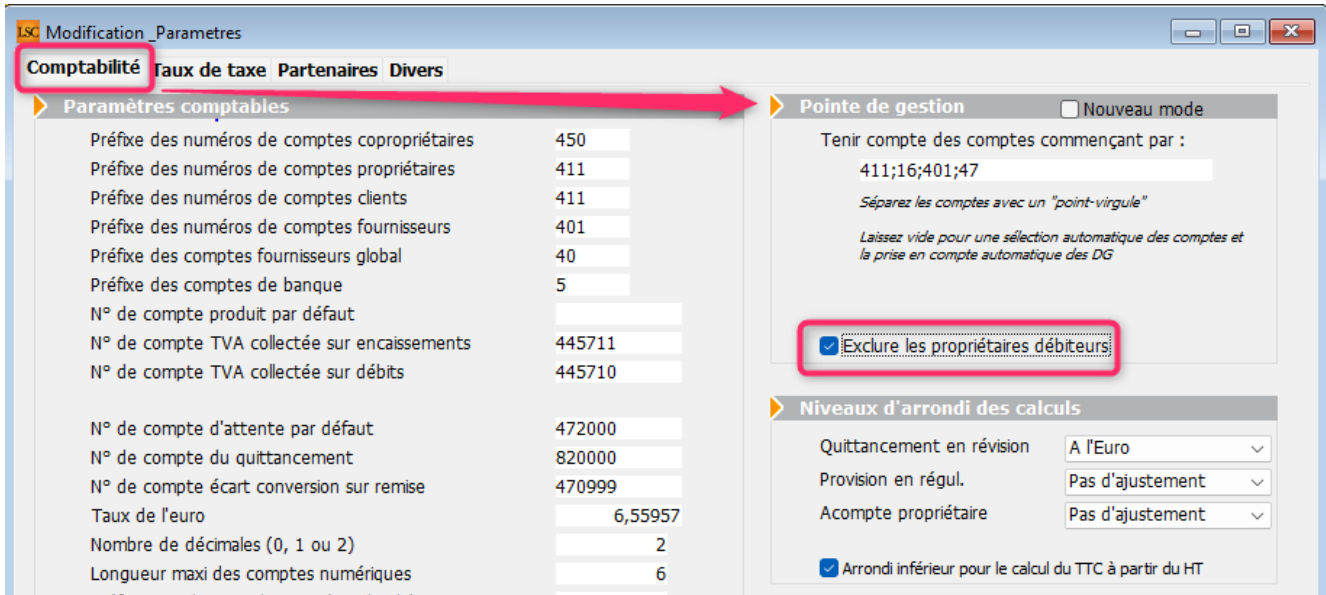 LSC Modification _Parametres
Comptabilité Taux de taxe Partenaires Divers
Paramètres comptables
Préfixe des numéros de comptes copropriétaires 450
Préfixe des numéros de comptes propriétaires 411
Préfixe des numéros de comptes clients 411
Préfixe des numéros de comptes fournisseurs 401
Préfixe des comptes fournisseurs global 40
Préfixe des comptes de banque 5
N° de compte produit par défaut
N° de compte TVA collectée sur encaissements 445711
N° de compte TVA collectée sur débits 445710
N° de compte d'attente par défaut 472000
N° de compte du quittancement 820000
N° de compte écart conversion sur remise 470999
Taux de l'euro 6,55957
Nombre de décimales (0, 1 ou 2) 2
Longueur maxi des comptes numériques 6
Pointe de gestion Nouveau mode
Tenir compte des comptes commençant par :
411;16;401;47
Séparez les comptes avec un "point-virgule"
Laissez vide pour une sélection automatique des comptes et
la prise en compte automatique des DG
Exclure les propriétaires débiteurs
Niveaux d'arrondi des calculs
Quittancement en révision A l'Euro
Provision en régul. Pas d'ajustement
Acompte propriétaire Pas d'ajustement
Arrondi inférieur pour le calcul du TTC à partir du HT